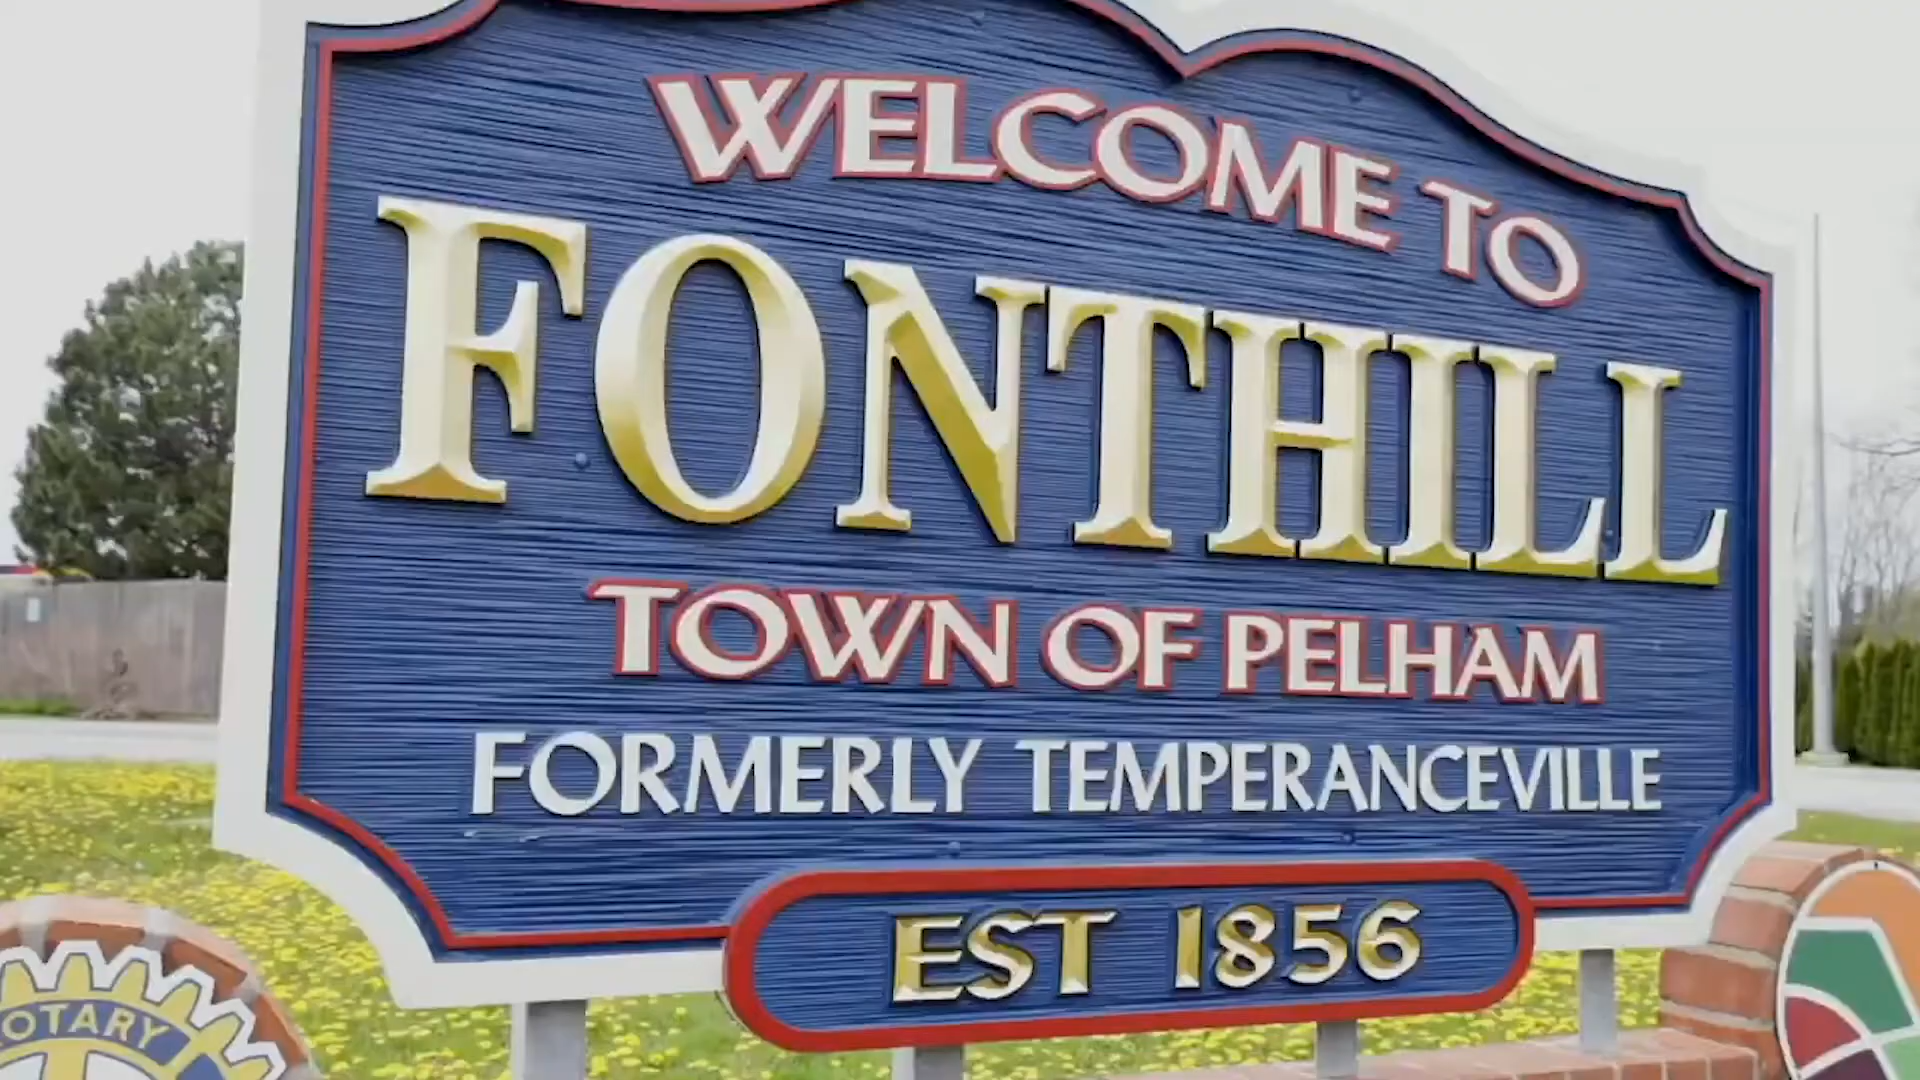 WELCOME TO
FONTHILL
TOWN OF PELHAM
FORMERLY TEMPERANCEVILLE
EST 1856
OTARY